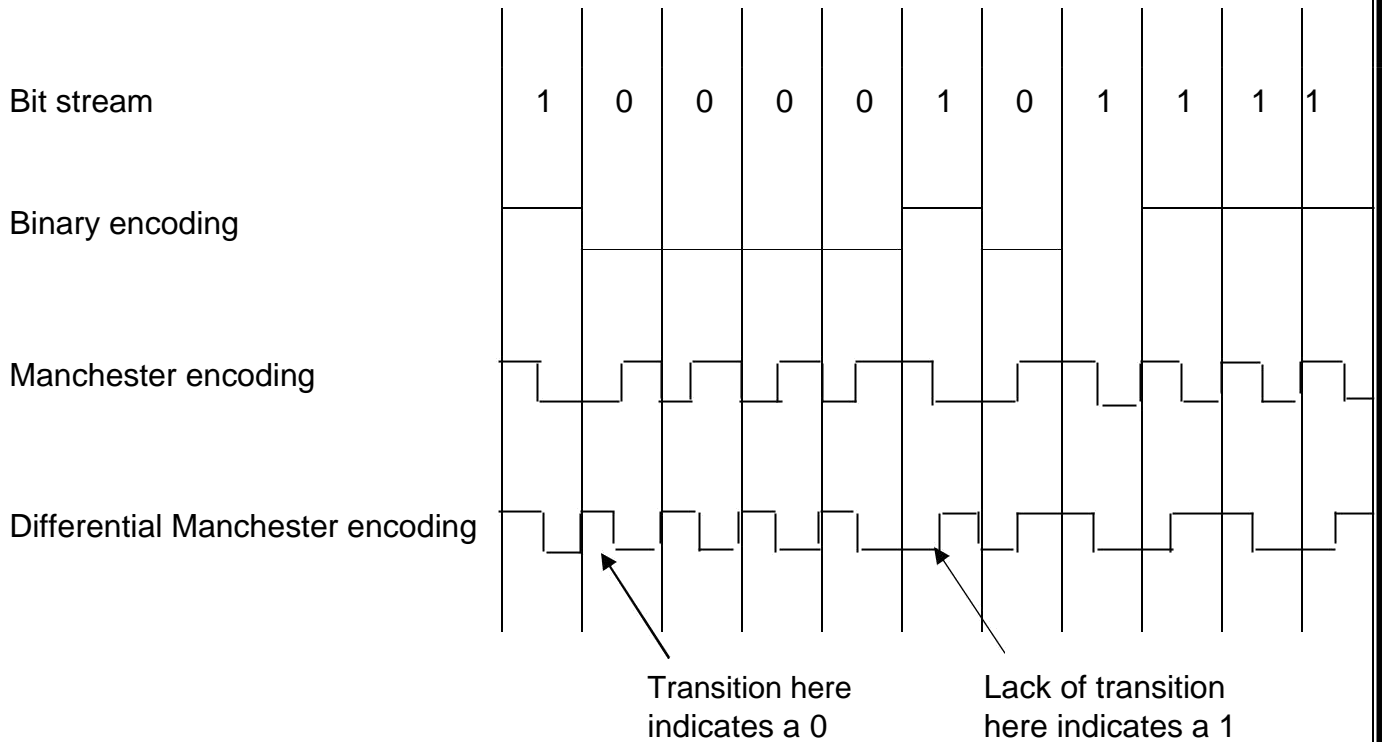 Bit stream 1 0 0 0 0 1 0 1 1 1 1
Binary encoding
Manchester encoding
Differential Manchester encoding
Transition here
indicates a 0
Lack of transition
here indicates a 1